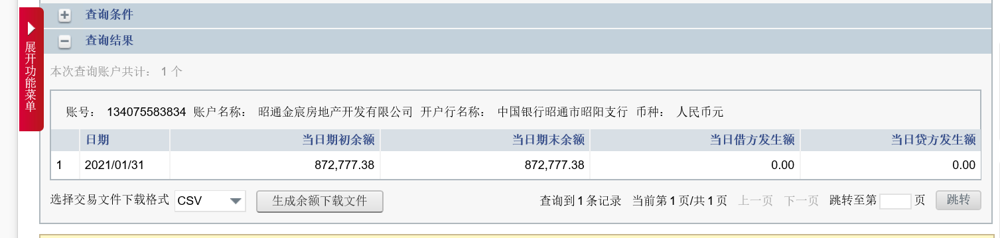 查询条件
查询结果
展开功能菜单
本次查询账户共计： 1 个
账号： 134075583834 账户名称： 昭通金宸房地产开发有限公司 开户行名称： 中国银行昭通市昭阳支行 币种： 人民币元
日期 当日期初余额 当日期末余额 当日借方发生额 当日贷方发生额
1 2021/01/31 872,777.38 872,777.38 0.00 0.00
选择交易文件下载格式 CSV 生成余额下载文件 查询到 1 条记录 当前第 1 页/共 1 页 上一页 下一页 跳转至第 页 跳转